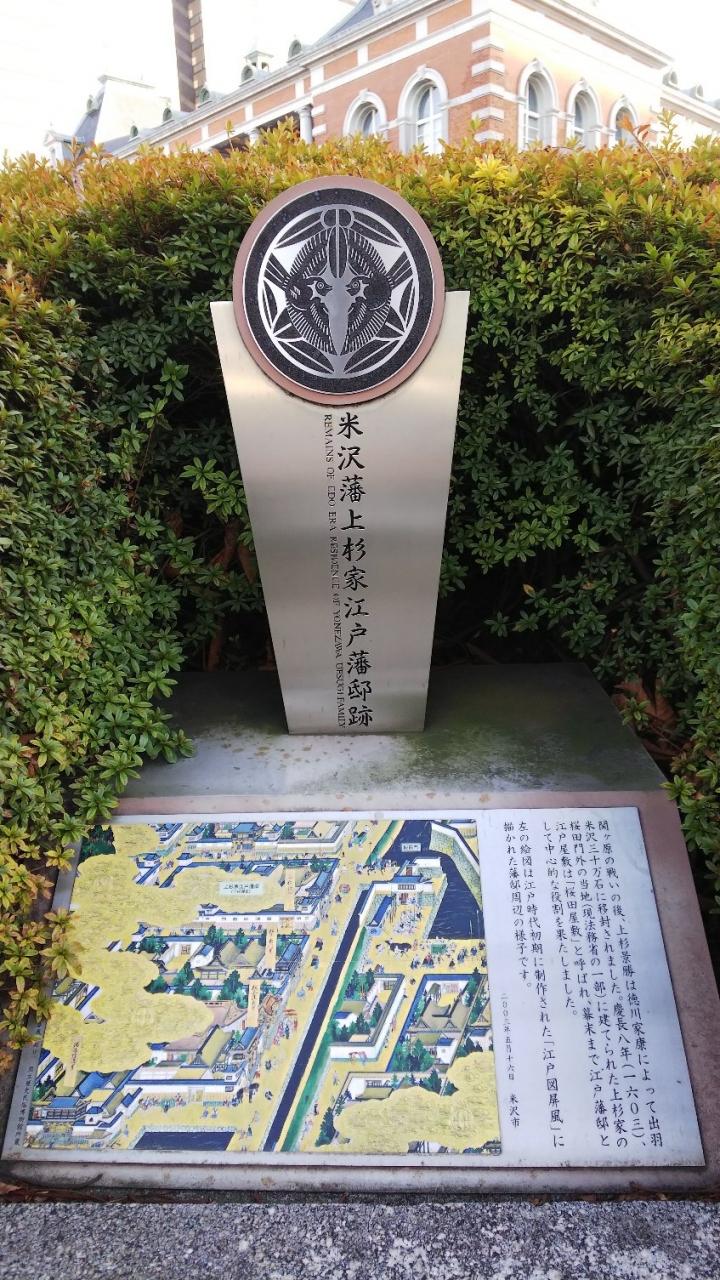 米沢藩上杉家江戸藩邸跡
REMAINS OF EDO ERA RESIDENCE OF YONEZAWA UESUGI FAMILY
関ヶ原の戦いの後、上杉景勝は徳川家康によって出羽
米沢三十万石に移封されました。慶長八年(一六〇三)、
桜田門外の当地(現法務省の一部)に建てられた上杉家の
江戸屋敷は「桜田屋敷」と呼ばれ、幕末まで江戸藩邸と
して中心的な役割を果たしました。
左の絵図は江戸時代初期に制作された「江戸図屏風」に
描かれた藩邸周辺の様子です。
米沢市